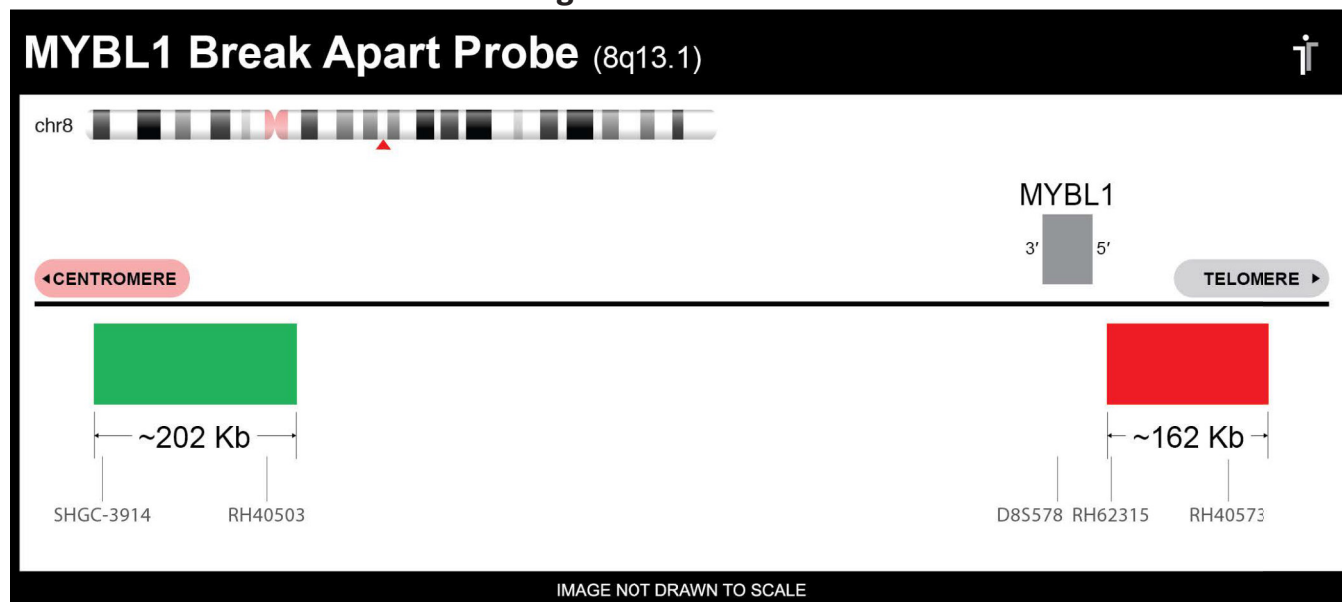 MYBL1 Break Apart Probe (8q13.1)
chr8
MYBL1
3' 5'
◂CENTROMERE TELOMERE ▸
~202 Kb ~162 Kb
SHGC-3914 RH40503 D8S578 RH62315 RH40573
IMAGE NOT DRAWN TO SCALE